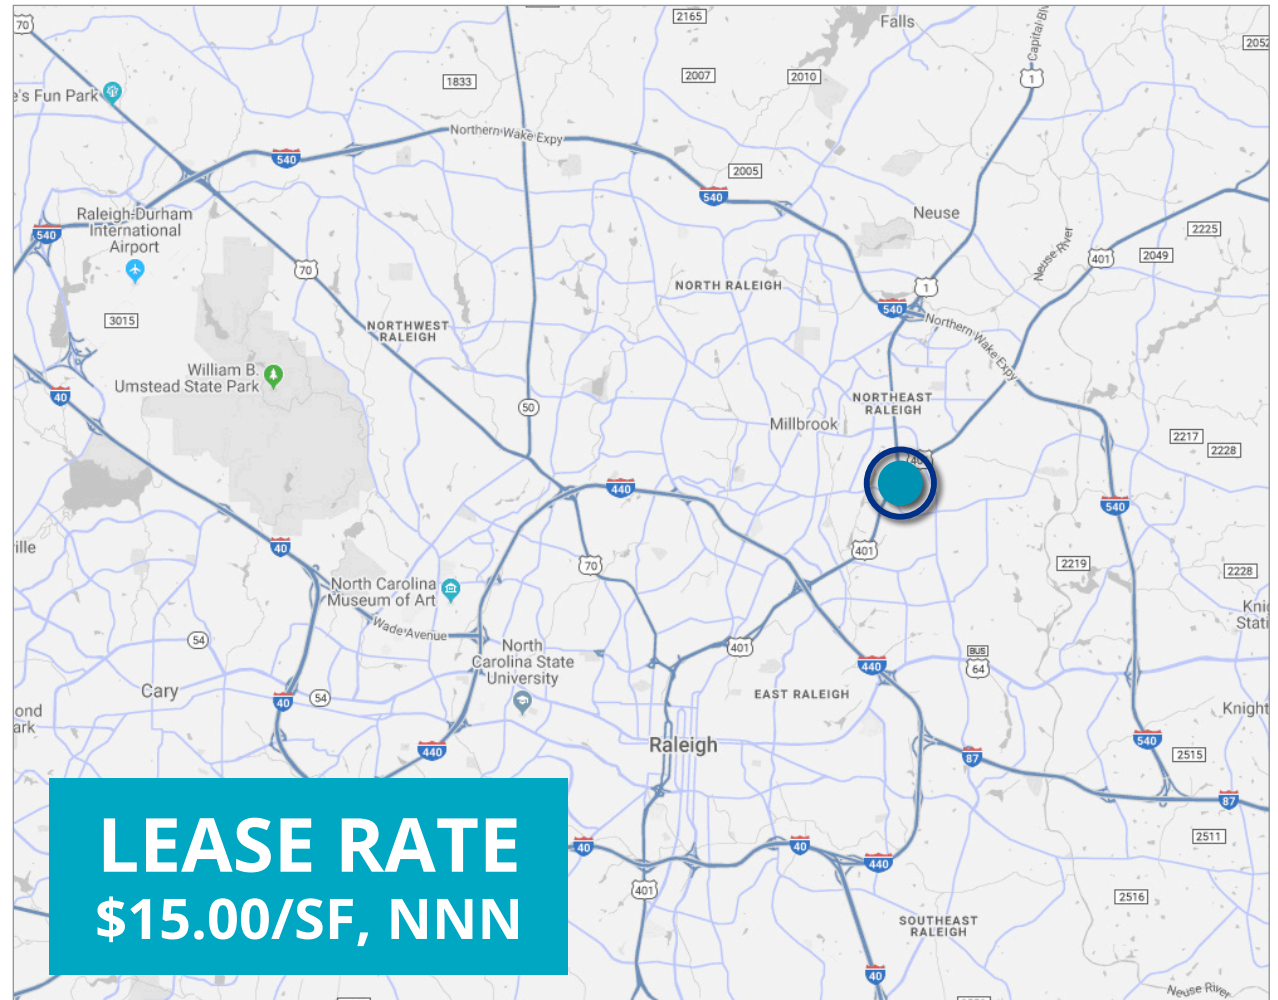 2165
Falls
Capital Bl
70
2052
1833
2007
2010
1
e's Fun Park
Northern Wake Expy
540
2005
540
Raleigh-Durham
International
Airport
Neuse
540
2225
Neuse River
401
2049
70
NORTH RALEIGH
1
540
3015
Northern Wake Expy
NORTHWEST
RALEIGH
William B.
Umstead State Park
40
50
NORTHEAST
RALEIGH
Millbrook
2217
2228
440
540
40
ville
401
70
2219
2228
North Carolina
Museum of Art
Wade Avenue
Kni
Stati
54
North
Carolina State
University
401
440
BUS
64
Cary
40
54
EAST RALEIGH
ond
ark
Knight
Raleigh
440
540
87
2515
87
LEASE RATE
$15.00/SF, NNN
40
40
440
2511
401
2516
SOUTHEAST
RALEIGH
40
Neuse River